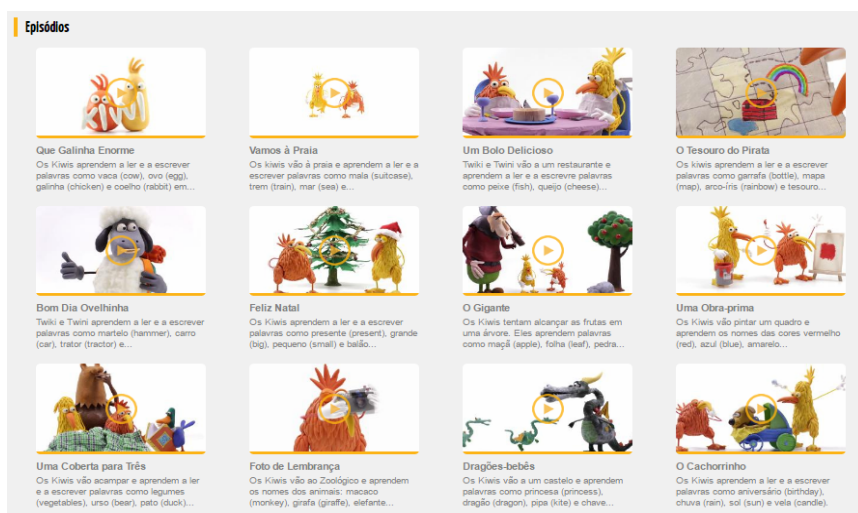 Episódios
KIWI
Que Galinha Enorme
Os Kiwis aprendem a ler e a escrever
palavras como vaca (cow), ovo (egg),
galinha (chicken) e coelho (rabbit) em...
Vamos à Praia
Os kiwis vão à praia e aprendem a ler e a
escrever palavras como mala (suitcase),
trem (train), mar (sea) e...
Um Bolo Delicioso
Twiki e Twini vão a um restaurante e
aprendem a ler e a escrevre palavras
como peixe (fish), queijo (cheese)...
O Tesouro do Pirata
Os kiwis aprendem a ler e a escrever
palavras como garrafa (bottle), mapa
(map), arco-íris (rainbow) e tesouro...
Bom Dia Ovelhinha
Twiki e Twini aprendem a ler e a escrever
palavras como martelo (hammer), carro
(car), trator (tractor) e...
Feliz Natal
Os Kiwis aprendem a ler e a escrever
palavras como presente (present), grande
(big), pequeno (small) e balão...
O Gigante
Os Kiwis tentam alcançar as frutas em
uma árvore. Eles aprendem palavras
como maçã (apple), folha (leaf), pedra...
Uma Obra-prima
Os Kiwis vão pintar um quadro e
aprendem os nomes das cores vermelho
(red), azul (blue), amarelo...
Uma Coberta para Três
Os Kiwis vão acampar e aprendem a ler
e a escrever palavras como legumes
(vegetables), urso (bear), pato (duck)...
Foto de Lembrança
Os Kiwis vão ao Zoológico e aprendem
os nomes dos animais: macaco
(monkey), girafa (giraffe), elefante...
Dragões-bebês
Os Kiwis vão a um castelo e aprendem
palavras como princesa (princess),
dragão (dragon), pipa (kite) e chave...
O Cachorrinho
Os Kiwis aprendem a ler e a escrever
palavras como aniversário (birthday),
chuva (rain), sol (sun) e vela (candle).